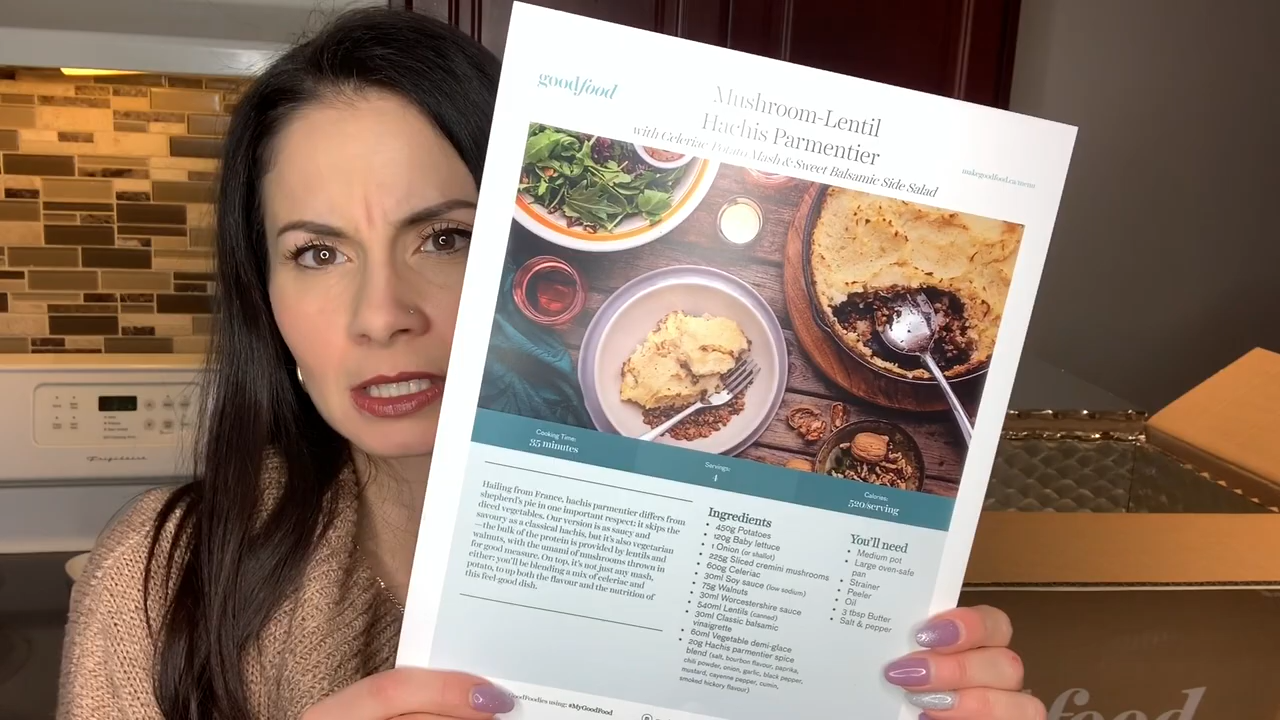 goodfood
Mushroom-Lentil
Hachis Parmentier
with Celeriac Potato Mash & Sweet Balsamic Side Salad
makegoodfood.ca/menu
Cooking Time:
35 minutes
Servings:
4
Calories:
520/serving
Hailing from France, hachis parmentier differs from
shepherd's pie in one important respect; it skips the
diced vegetables. Our version is as saucy and
savoury as a classical hachis, but it's also vegetarian
—the bulk of the protein is provided by lentils and
walnuts, with the umami of mushrooms thrown in
for good measure. On top, it's not just any mash,
either: you'll be blending a mix of celeriac and
potato, to up both the flavour and the nutrition of
this feel-good dish.
Ingredients
• 450g Potatoes
• 120g Baby lettuce
• 1 Onion (or shallot)
• 225g Sliced cremini mushrooms
• 600g Celeriac
• 30ml Soy sauce (low sodium)
• 75g Walnuts
• 30ml Worcestershire sauce
• 540ml Lentils (canned)
• 30ml Classic balsamic
vinaigrette
• 60ml Vegetable demi-glace
• 20g Hachis parmentier spice
blend (salt, bourbon flavour, paprika,
chili powder, onion, garlic, black pepper,
mustard, cayenne pepper, cumin,
smoked hickory flavour)
You'll need
• Medium pot
• Large oven-safe
pan
• Strainer
• Peeler
• Oil
• 3 tbsp Butter
• Salt & pepper
GoodFoodies using: #MyGoodFood
Frigidaire
food